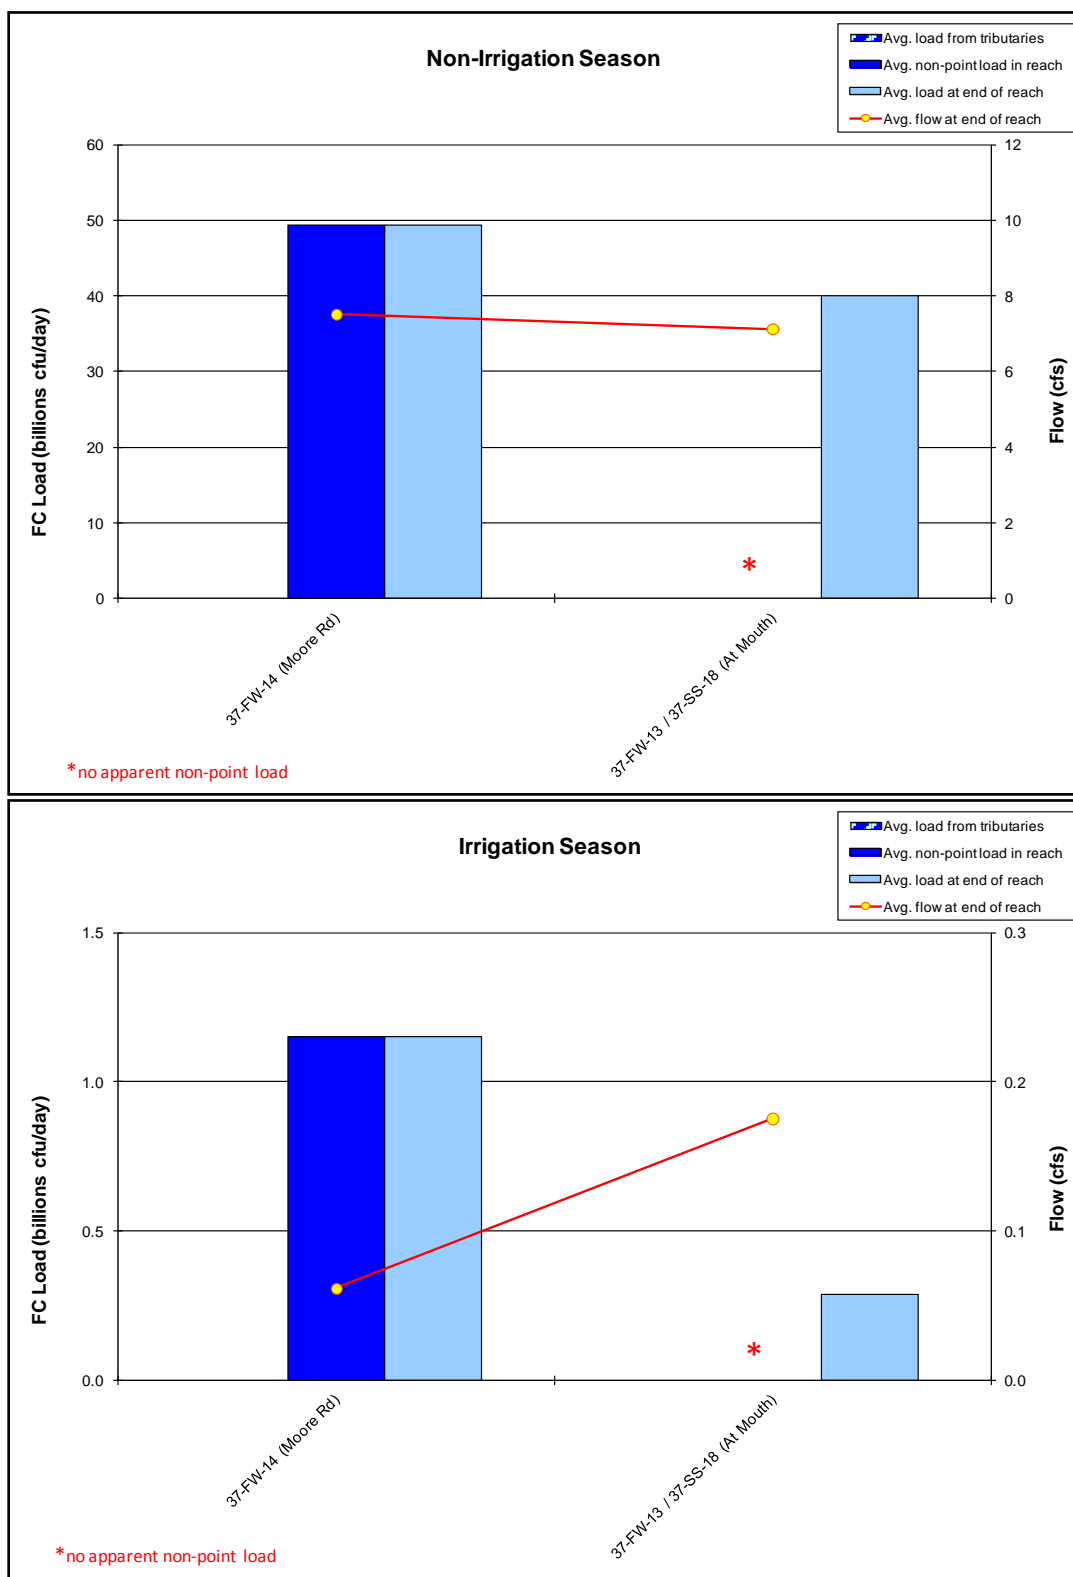 Non-Irrigation Season
Avg. load from tributaries
Avg. non-point load in reach
Avg. load at end of reach
Avg. flow at end of reach
60
50
40
30
20
10
0
12
10
8
6
4
2
0
FC Load (billions cfu/day)
Flow (cfs)
*
37-FW-14 (Moore Rd)
37-FW-13 / 37-SS-18 (At Mouth)
*no apparent non-point load
Irrigation Season
Avg. load from tributaries
Avg. non-point load in reach
Avg. load at end of reach
Avg. flow at end of reach
1.5
1.0
0.5
0.0
0.3
0.2
0.1
0.0
FC Load (billions cfu/day)
Flow (cfs)
*
37-FW-14 (Moore Rd)
37-FW-13 / 37-SS-18 (At Mouth)
*no apparent non-point load